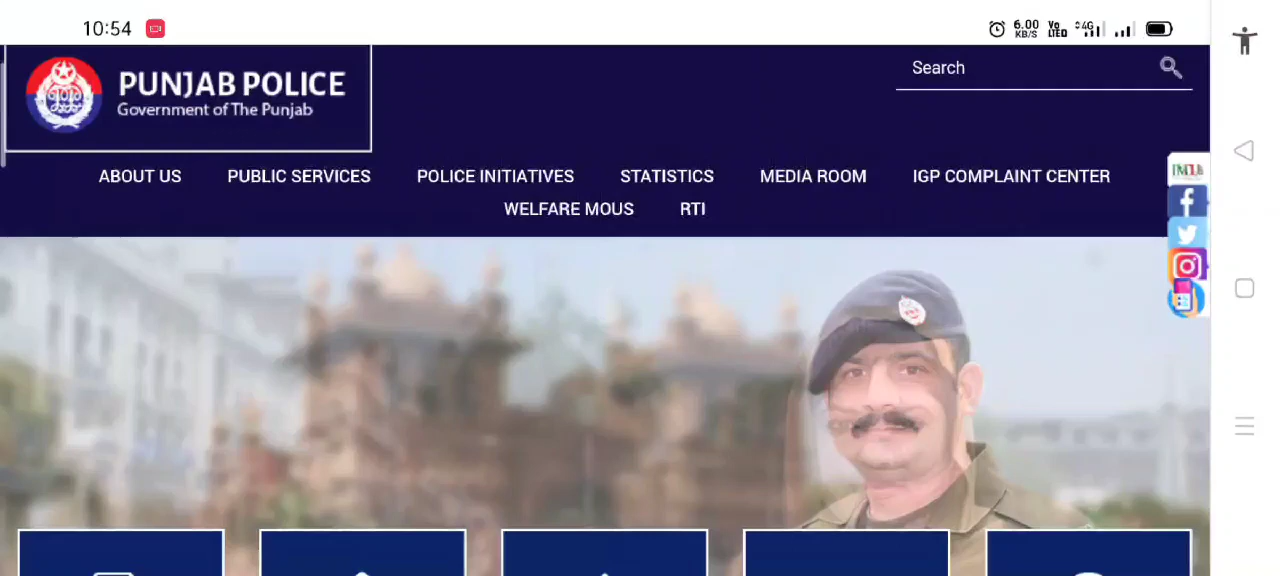 10:54
6.00 KB/S Vo LTED 4G
PUNJAB POLICE
Government of The Punjab
Search
ABOUT US PUBLIC SERVICES POLICE INITIATIVES STATISTICS MEDIA ROOM IGP COMPLAINT CENTER
WELFARE MOUS RTI